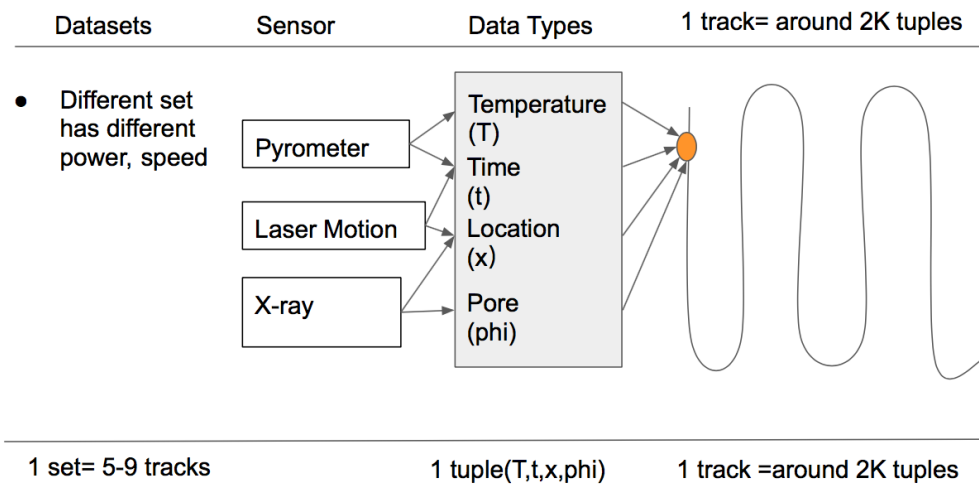 Datasets
Sensor
Data Types
1 track= around 2K tuples
● Different set
has different
power, speed
Pyrometer
Laser Motion
X-ray
Temperature
(T)
Time
(t)
Location
(x)
Pore
(phi)
1 set= 5-9 tracks
1 tuple(T,t,x,phi)
1 track =around 2K tuples